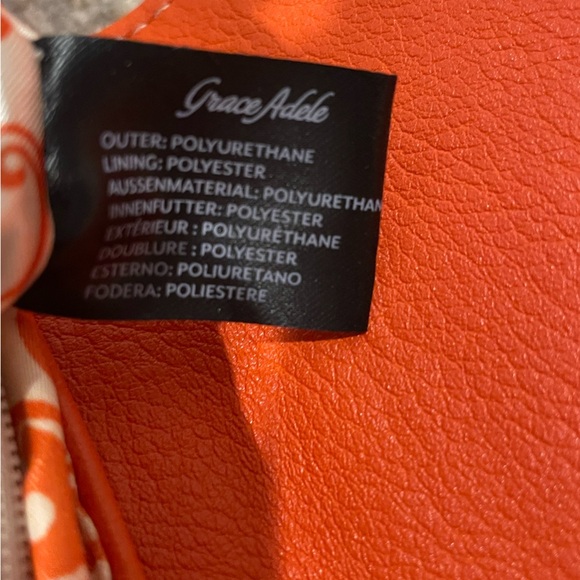 Grace Adele
OUTER: POLYURETHANE
LINING: POLYESTER
AUSSENMATERIAL: POLYURETHAN
INNENFUTTER: POLYESTER
EXTÉRIEUR : POLYURÉTHANE
DOUBLURE : POLYESTER
ESTERNO: POLIURETANO
FODERA: POLIESTERE